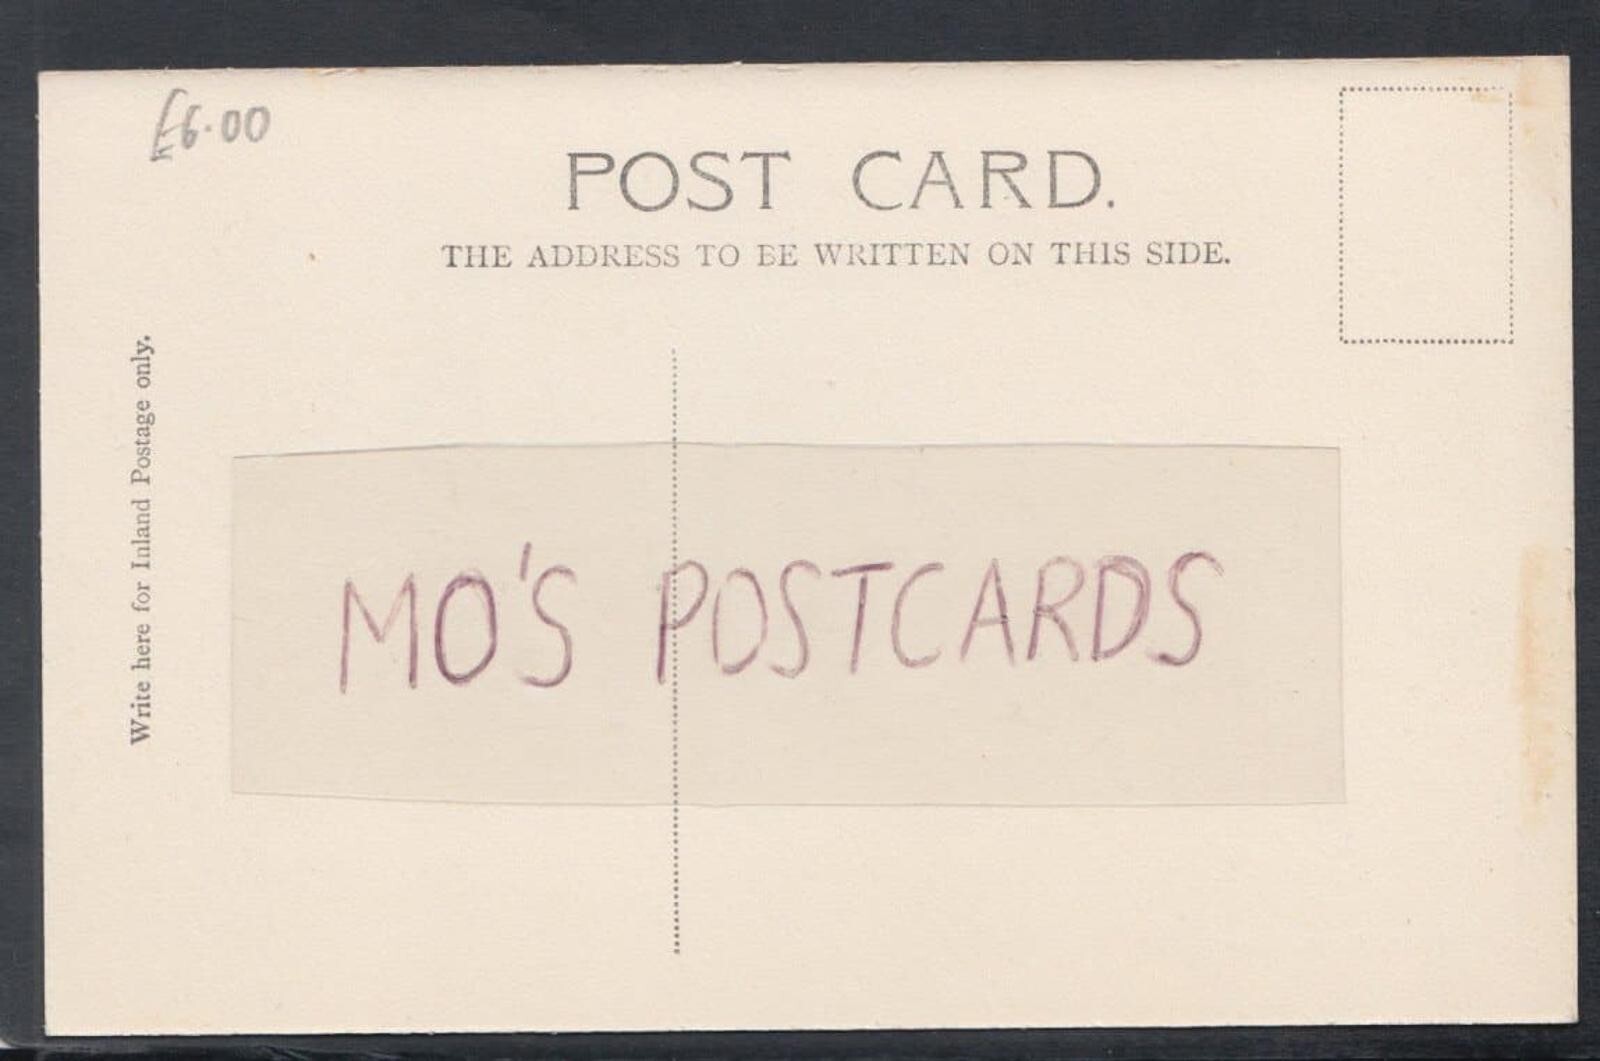 £6.00
POST CARD.
THE ADDRESS TO BE WRITTEN ON THIS SIDE.
Write here for Inland Postage only.
MO'S POSTCARDS